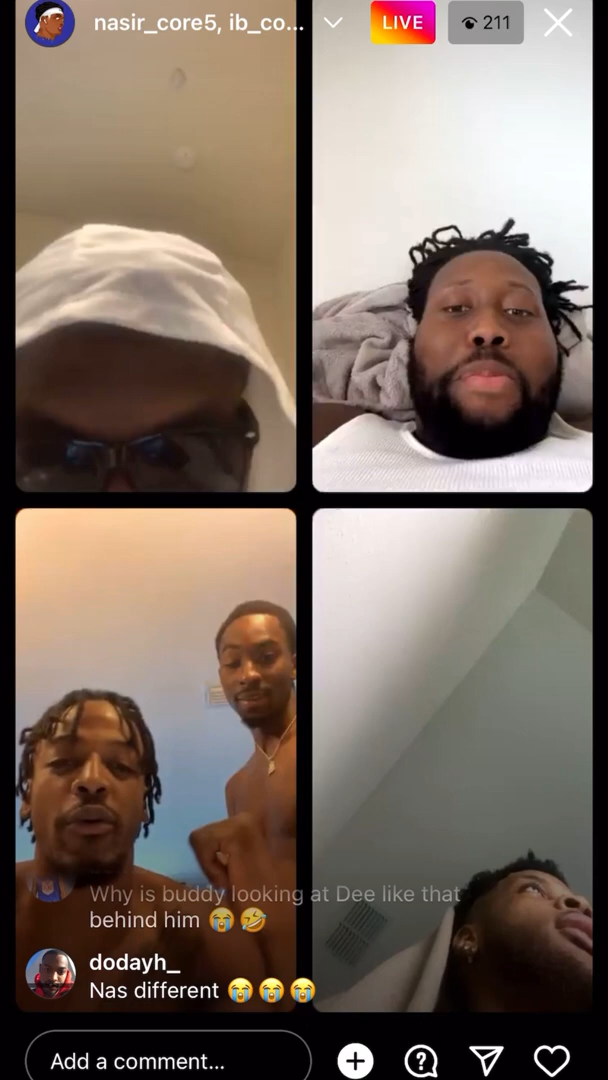 nasir_core5, ib_co...
LIVE
211
Why is buddy looking at Dee like that
behind him 😭🤣
dodayh_
Nas different 😭😭😭
Add a comment...